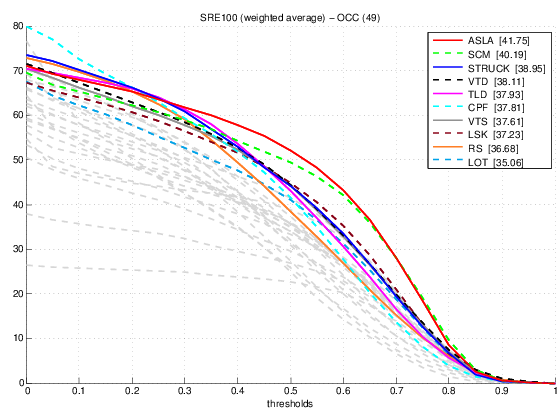 SRE100 (weighted average) – OCC (49)
80
70
60
50
40
30
20
10
0
0 0.1 0.2 0.3 0.4 0.5 0.6 0.7 0.8 0.9 1
thresholds
ASLA [41.75]
SCM [40.19]
STRUCK [38.95]
VTD [38.11]
TLD [37.93]
CPF [37.81]
VTS [37.61]
LSK [37.23]
RS [36.68]
LOT [35.06]